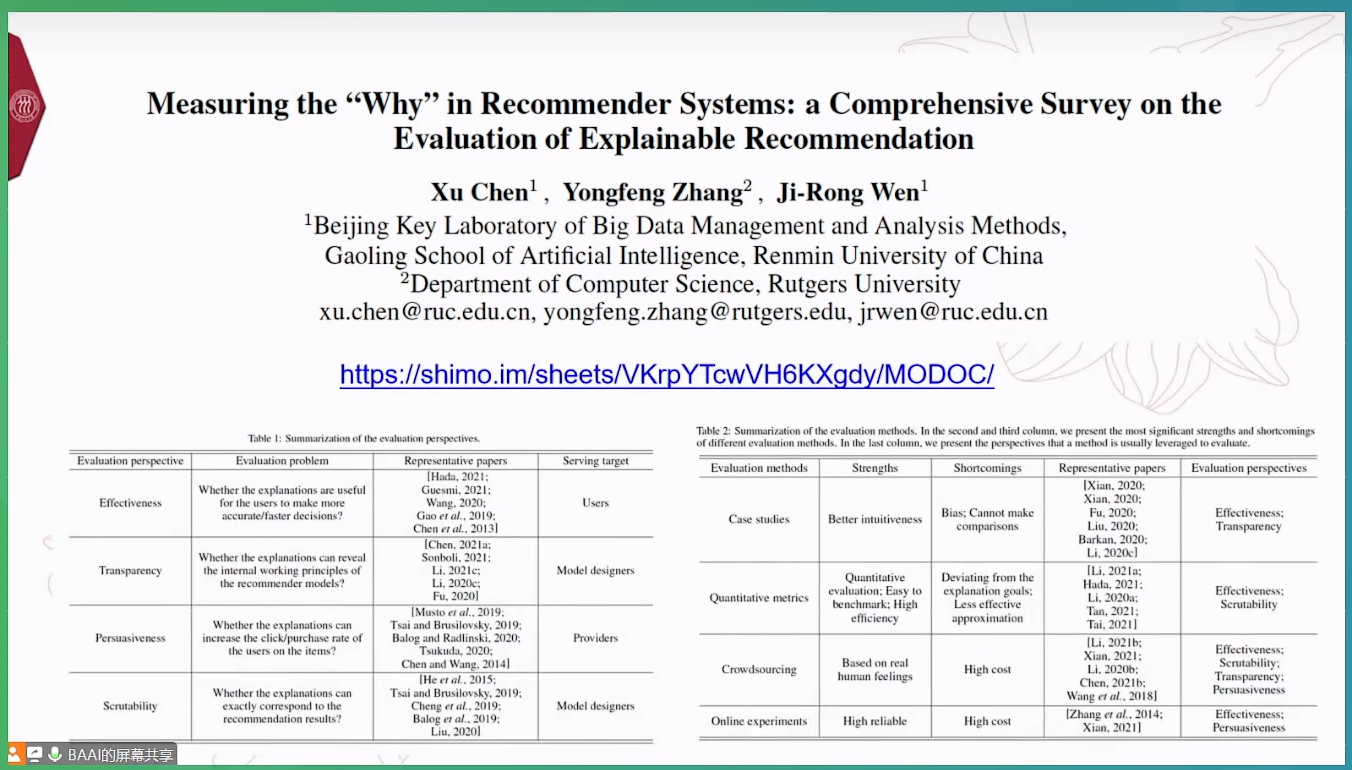 Measuring the “Why” in Recommender Systems: a Comprehensive Survey on the
Evaluation of Explainable Recommendation
Xu Chen1 , Yongfeng Zhang2 , Ji-Rong Wen1
1Beijing Key Laboratory of Big Data Management and Analysis Methods,
Gaoling School of Artificial Intelligence, Renmin University of China
2Department of Computer Science, Rutgers University
xu.chen@ruc.edu.cn, yongfeng.zhang@rutgers.edu, jrwen@ruc.edu.cn
https://shimo.im/sheets/VKrpYTcwVH6KXgdy/MODOC/
Table 1: Summarization of the evaluation perspectives.
Evaluation perspective Evaluation problem Representative papers Serving target
Effectiveness
Whether the explanations are useful
for the users to make more
accurate/faster decisions?
[Hada, 2021;
Guesmi, 2021;
Wang, 2020;
Gao et al., 2019;
Chen et al., 2013]
Users
Transparency
Whether the explanations can reveal
the internal working principles of
the recommender models?
[Chen, 2021a;
Sonboli, 2021;
Li, 2021c;
Li, 2020c;
Fu, 2020]
Model designers
Persuasiveness
Whether the explanations can
increase the click/purchase rate of
the users on the items?
[Musto et al., 2019;
Tsai and Brusilovsky, 2019;
Balog and Radlinski, 2020;
Tsukuda, 2020;
Chen and Wang, 2014]
Providers
Scrutability
Whether the explanations can
exactly correspond to the
recommendation results?
[He et al., 2015;
Tsai and Brusilovsky, 2019;
Cheng et al., 2019;
Balog et al., 2019;
Liu, 2020]
Model designers
Table 2: Summarization of the evaluation methods. In the second and third column, we present the most significant strengths and shortcomings
of different evaluation methods. In the last column, we present the perspectives that a method is usually leveraged to evaluate.
Evaluation methods Strengths Shortcomings Representative papers Evaluation perspectives
Case studies
Better intuitiveness
Bias; Cannot make
comparisons
[Xian, 2020;
Xian, 2020;
Fu, 2020;
Liu, 2020;
Barkan, 2020;
Li, 2020c]
Effectiveness;
Transparency
Quantitative metrics
Quantitative
evaluation; Easy to
benchmark; High
efficiency
Deviating from the
explanation goals;
Less effective
approximation
[Li, 2021a;
Hada, 2021;
Li, 2020a;
Tan, 2021;
Tai, 2021]
Effectiveness;
Scrutability
Crowdsourcing
Based on real
human feelings
High cost
[Li, 2021b;
Xian, 2021;
Li, 2020b;
Chen, 2021b;
Wang et al., 2018]
Effectiveness;
Scrutability;
Transparency;
Persuasiveness
Online experiments
High reliable
High cost
[Zhang et al., 2014;
Xian, 2021]
Effectiveness;
Persuasiveness
BAAI的屏幕共享